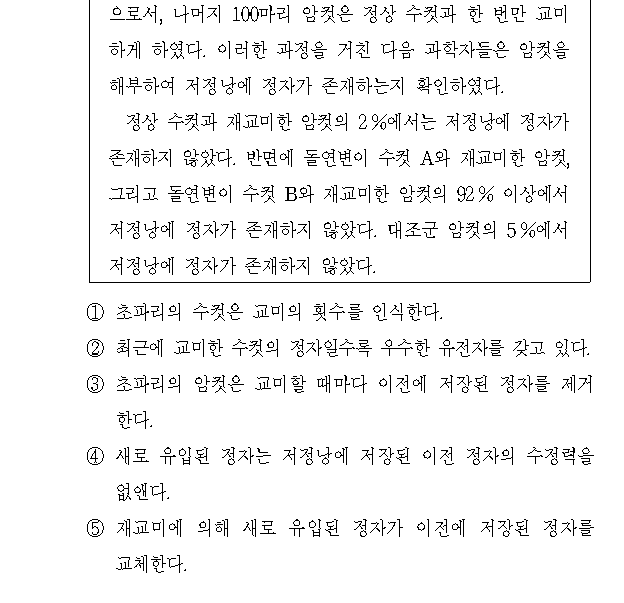 으로서, 나머지 100마리 암컷은 정상 수컷과 한 번만 교미
하게 하였다. 이러한 과정을 거친 다음 과학자들은 암컷을
해부하여 저정낭에 정자가 존재하는지 확인하였다.
정상 수컷과 재교미한 암컷의 2%에서는 저정낭에 정자가
존재하지 않았다. 반면에 돌연변이 수컷 A와 재교미한 암컷,
그리고 돌연변이 수컷 B와 재교미한 암컷의 92% 이상에서
저정낭에 정자가 존재하지 않았다. 대조군 암컷의 5%에서
저정낭에 정자가 존재하지 않았다.
① 초파리의 수컷은 교미의 횟수를 인식한다.
② 최근에 교미한 수컷의 정자일수록 우수한 유전자를 갖고 있다.
③ 초파리의 암컷은 교미할 때마다 이전에 저장된 정자를 제거
한다.
④ 새로 유입된 정자는 저정낭에 저장된 이전 정자의 수정력을
없앤다.
⑤ 재교미에 의해 새로 유입된 정자가 이전에 저장된 정자를
교체한다.